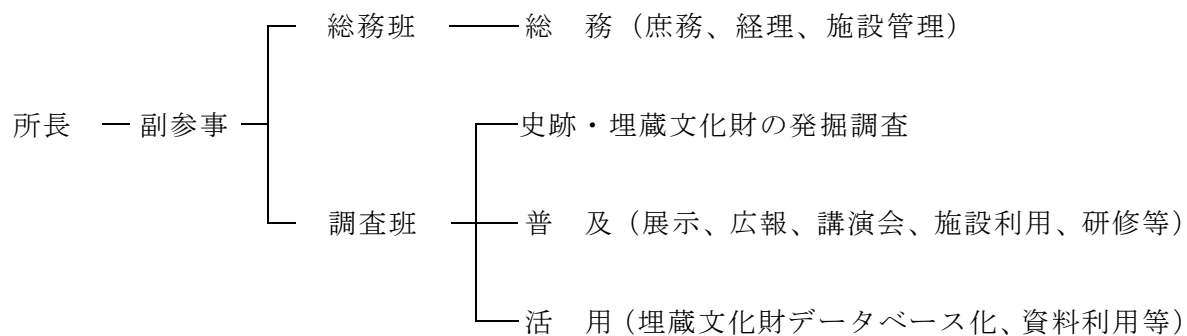 総務班 総　務（庶務、経理、施設管理）
所長 副参事 史跡・埋蔵文化財の発掘調査
調査班 普　及（展示、広報、講演会、施設利用、研修等）
活　用（埋蔵文化財データベース化、資料利用等）